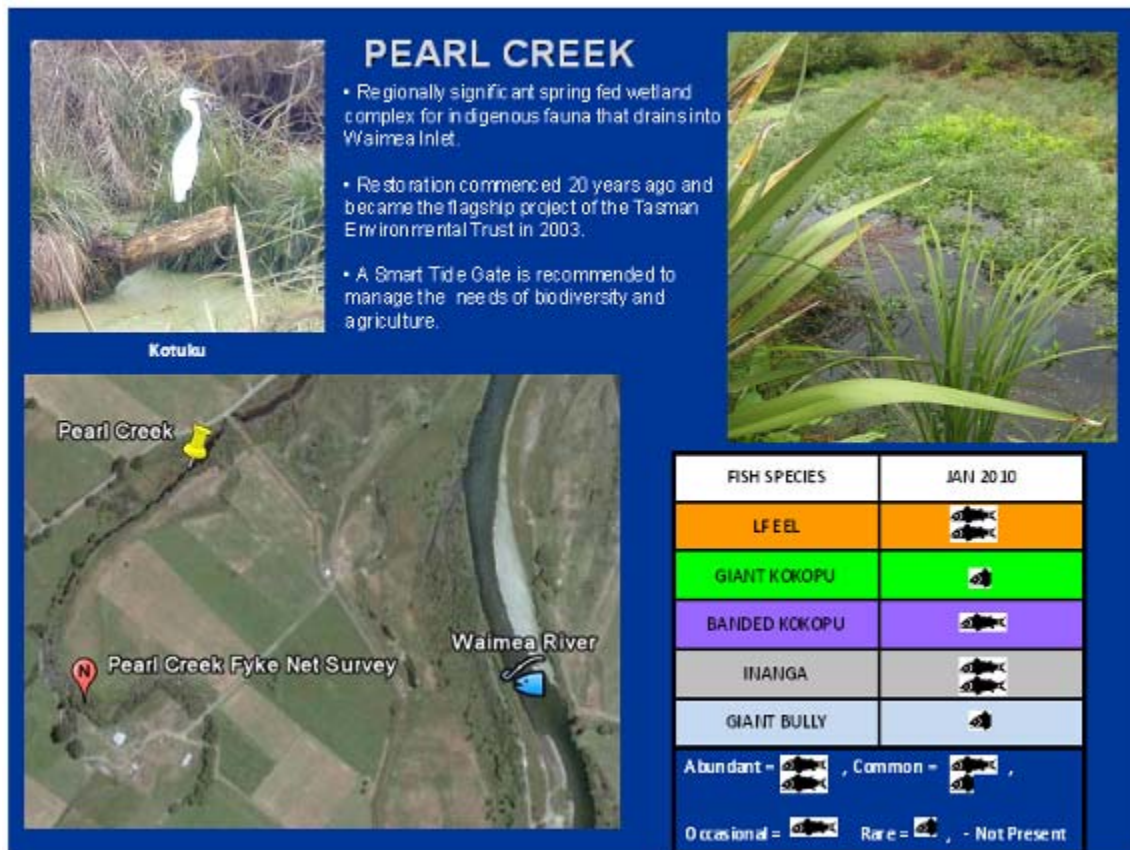 PEARL CREEK
• Regionally significant spring fed wetland
complex for indigenous fauna that drains into
Waimea Inlet.
• Restoration commenced 20 years ago and
became the flagship project of the Tasman
Environmental Trust in 2003.
• A Smart Tide Gate is recommended to
manage the needs of biodiversity and
agriculture.
Kotuku
Pearl Creek
N
Pearl Creek Fyke Net Survey
Waimea River
FISH SPECIES JAN 2010
LFEEL
GIANT KOKOPU
BANDED KOKOPU
INANGA
GIANT BULLY
Abundant = , Common = ,
Occasional = Rare = , - Not Present